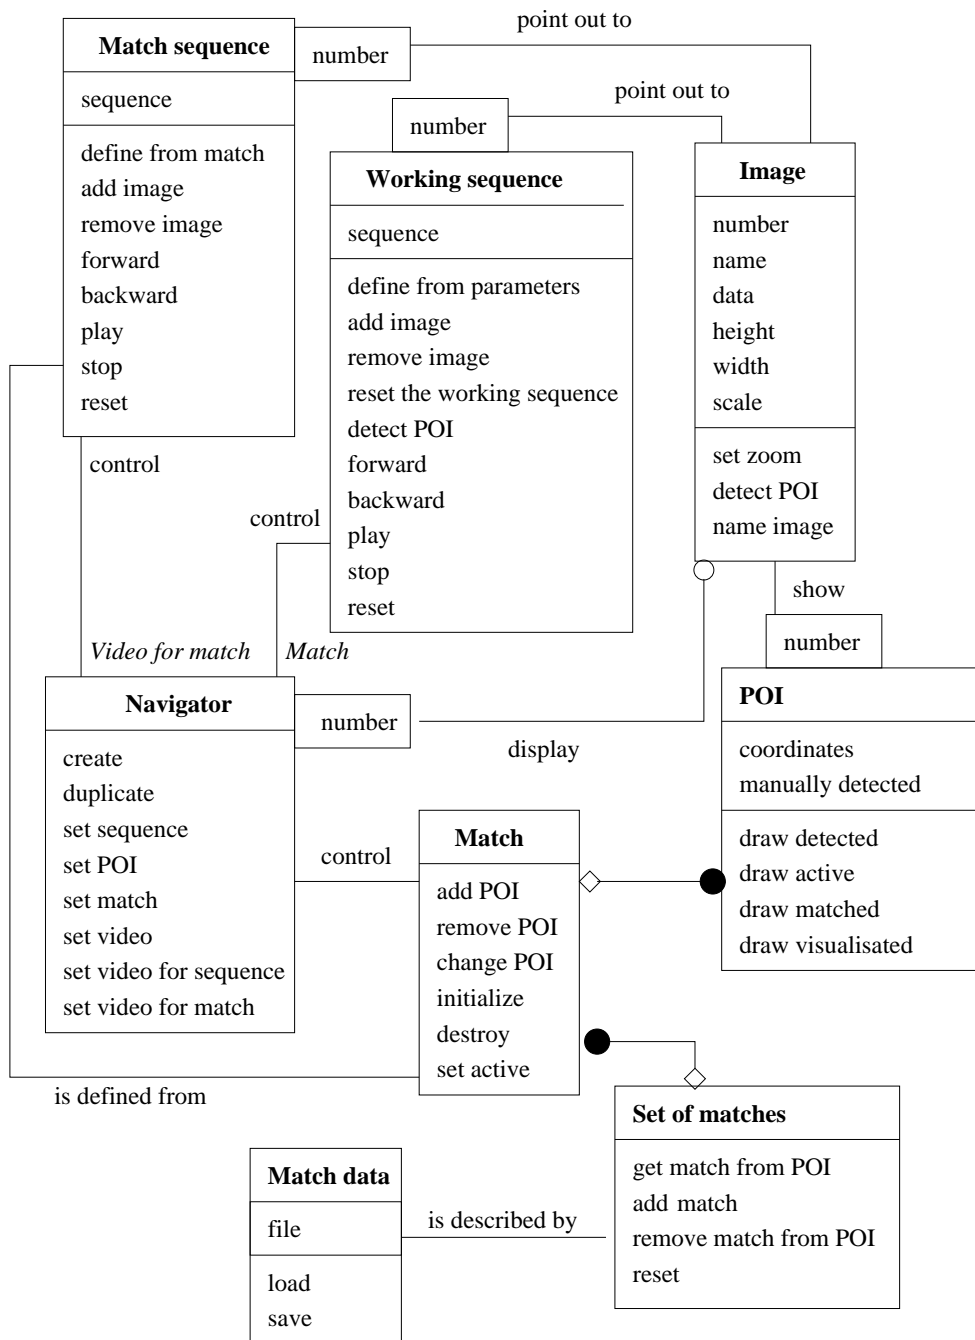 point out to
Match sequence
number
sequence
define from match
add image
remove image
forward
backward
play
stop
reset
point out to
number
Working sequence
sequence
define from parameters
add image
remove image
reset the working sequence
detect POI
forward
backward
play
stop
reset
Image
number
name
data
height
width
scale
set zoom
detect POI
name image
control
control
show
number
Video for match
Match
Navigator
number
create
duplicate
set sequence
set POI
set match
set video
set video for sequence
set video for match
display
POI
coordinates
manually detected
draw detected
draw active
draw matched
draw visualisated
control
Match
add POI
remove POI
change POI
initialize
destroy
set active
is defined from
Set of matches
get match from POI
add match
remove match from POI
reset
Match data
file
load
save
is described by